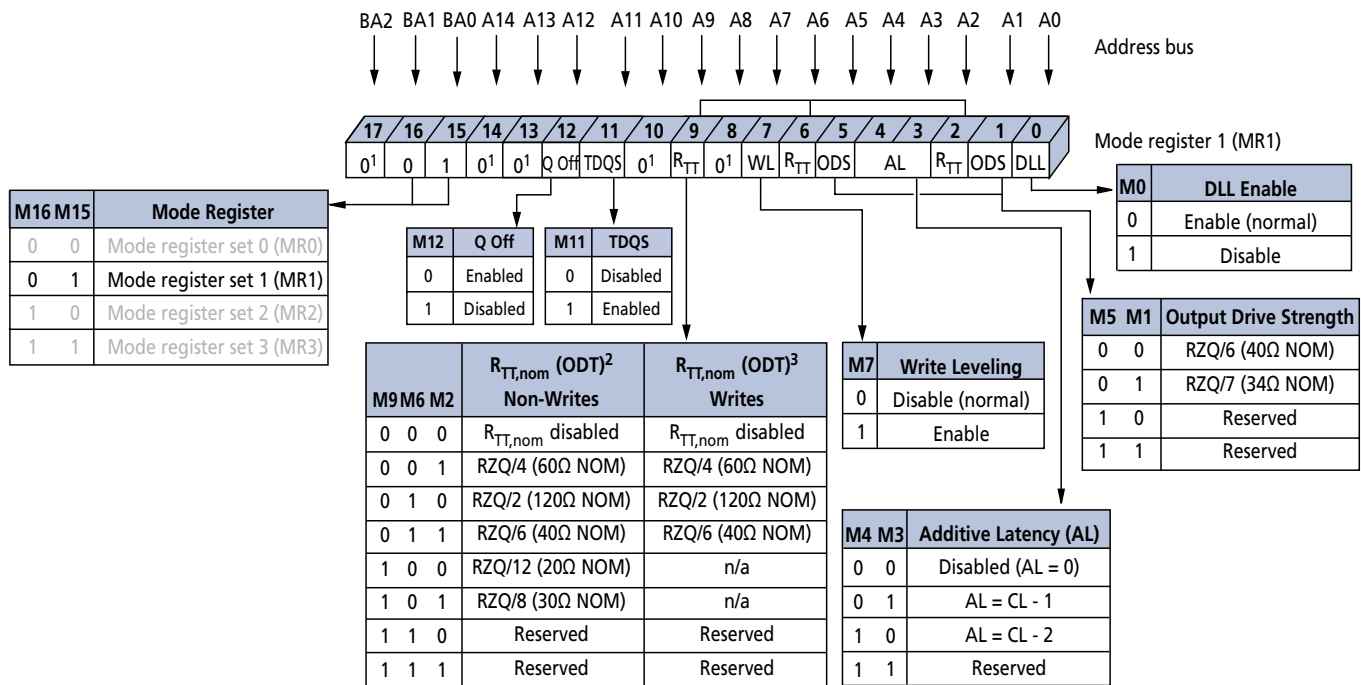 BA2 BA1 BA0 A14 A13 A12 A11 A10 A9 A8 A7 A6 A5 A4 A3 A2 A1 A0
Address bus
17 16 15 14 13 12 11 10 9 8 7 6 5 4 3 2 1 0
Mode register 1 (MR1)
0¹ 0 1 0¹ 0¹ Q Off TDQS 0¹ RTT 0¹ WL RTT ODS AL RTT ODS DLL
M16 M15 Mode Register
0 0 Mode register set 0 (MR0)
0 1 Mode register set 1 (MR1)
1 0 Mode register set 2 (MR2)
1 1 Mode register set 3 (MR3)
M12 Q Off
0 Enabled
1 Disabled
M11 TDQS
0 Disabled
1 Enabled
M0 DLL Enable
0 Enable (normal)
1 Disable
M5 M1 Output Drive Strength
0 0 RZQ/6 (40Ω NOM)
0 1 RZQ/7 (34Ω NOM)
1 0 Reserved
1 1 Reserved
RTT,nom (ODT)² RTT,nom (ODT)³
M9 M6 M2 Non-Writes Writes
0 0 0 RTT,nom disabled RTT,nom disabled
0 0 1 RZQ/4 (60Ω NOM) RZQ/4 (60Ω NOM)
0 1 0 RZQ/2 (120Ω NOM) RZQ/2 (120Ω NOM)
0 1 1 RZQ/6 (40Ω NOM) RZQ/6 (40Ω NOM)
1 0 0 RZQ/12 (20Ω NOM) n/a
1 0 1 RZQ/8 (30Ω NOM) n/a
1 1 0 Reserved Reserved
1 1 1 Reserved Reserved
M7 Write Leveling
0 Disable (normal)
1 Enable
M4 M3 Additive Latency (AL)
0 0 Disabled (AL = 0)
0 1 AL = CL - 1
1 0 AL = CL - 2
1 1 Reserved